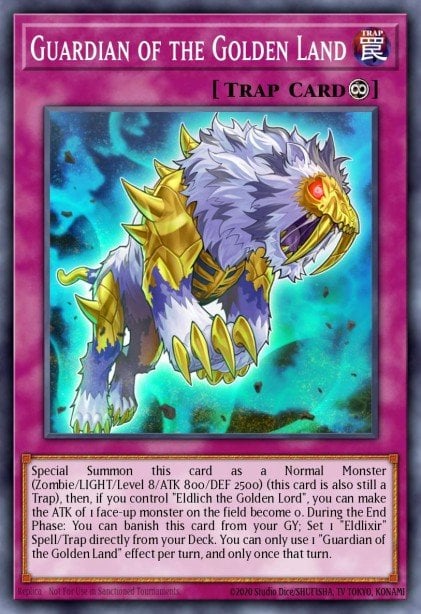 GUARDIAN OF THE GOLDEN LAND
TRAP
罠
[TRAP CARD]
Special Summon this card as a Normal Monster
(Zombie/LIGHT/Level 8/ATK 800/DEF 2500) (this card is also still a
Trap), then, if you control "Eldlich the Golden Lord", you can make
the ATK of 1 face-up monster on the field become 0. During the End
Phase: You can banish this card from your GY; Set 1 "Eldlixir"
Spell/Trap directly from your Deck. You can only use 1 "Guardian of
the Golden Land" effect per turn, and only once that turn.
Replica - Not For Use in Sanctioned Tournaments
©2020 Studio Dice/SHUEISHA, TV TOKYO, KONAMI